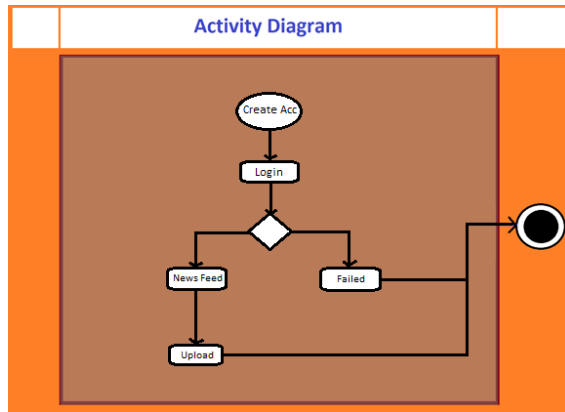 Activity Diagram
Create Acc
Login
News Feed
Failed
Upload